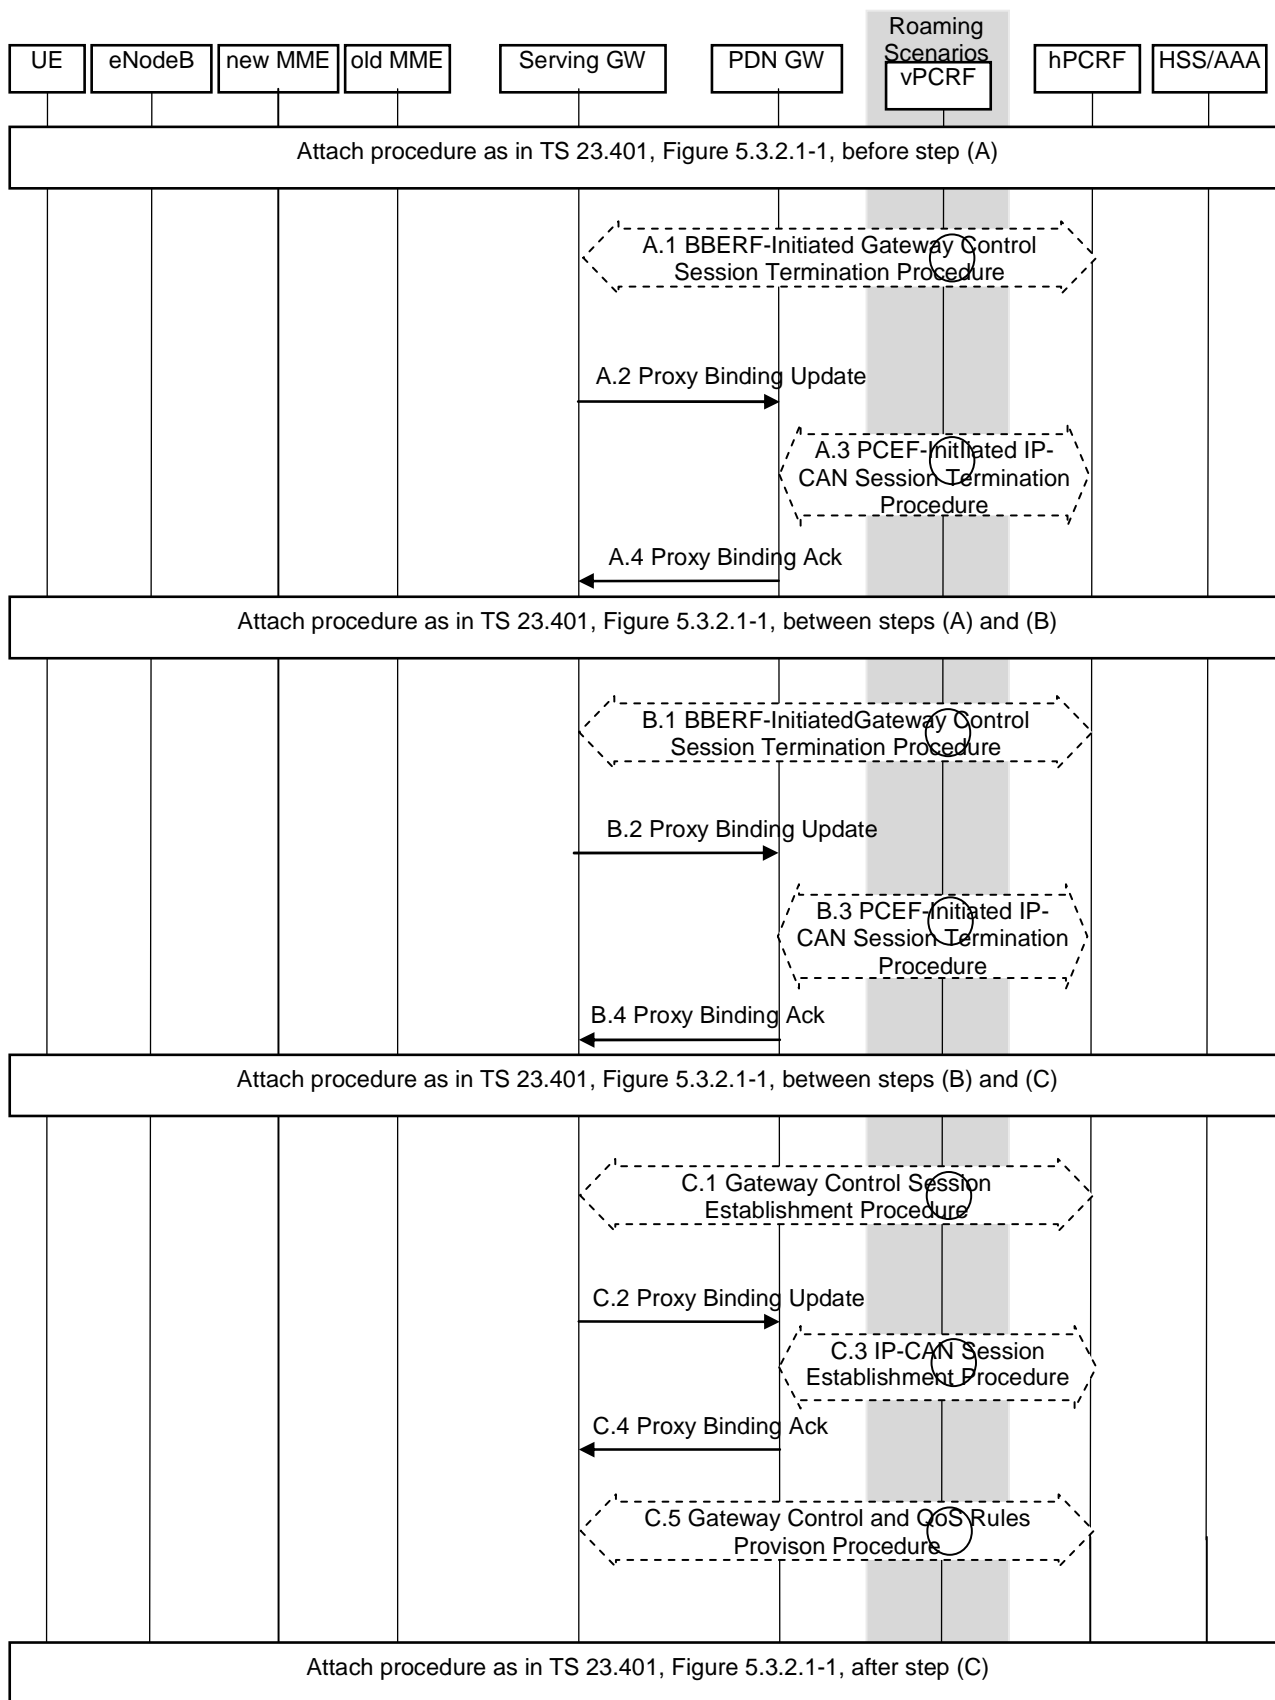 Roaming
Scenarios
UE
eNodeB
new MME
old MME
Serving GW
PDN GW
vPCRF
hPCRF
HSS/AAA
Attach procedure as in TS 23.401, Figure 5.3.2.1-1, before step (A)
A.1 BBERF-Initiated Gateway Control
Session Termination Procedure
A.2 Proxy Binding Update
A.3 PCEF-InitIiated IP-
CAN Session Termination
Procedure
A.4 Proxy Binding Ack
Attach procedure as in TS 23.401, Figure 5.3.2.1-1, between steps (A) and (B)
B.1 BBERF-InitiatedGateway Control
Session Termination Procedure
B.2 Proxy Binding Update
B.3 PCEF-Initiated IP-
CAN Session Termination
Procedure
B.4 Proxy Binding Ack
Attach procedure as in TS 23.401, Figure 5.3.2.1-1, between steps (B) and (C)
C.1 Gateway Control Session
Establishment Procedure
C.2 Proxy Binding Update
C.3 IP-CAN Session
Establishment Procedure
C.4 Proxy Binding Ack
C.5 Gateway Control and QoS Rules
Provison Procedure
Attach procedure as in TS 23.401, Figure 5.3.2.1-1, after step (C)